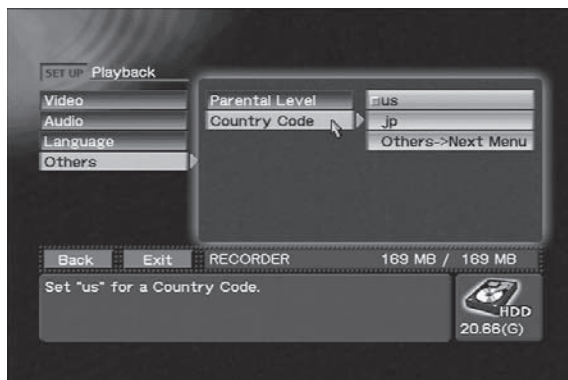 SET UP Playback
Video
Audio
Language
Others
Parental Level
Country Code
us
jp
Others->Next Menu
Back Exit RECORDER 169 MB / 169 MB
Set "us" for a Country Code.
HDD
20.66(G)